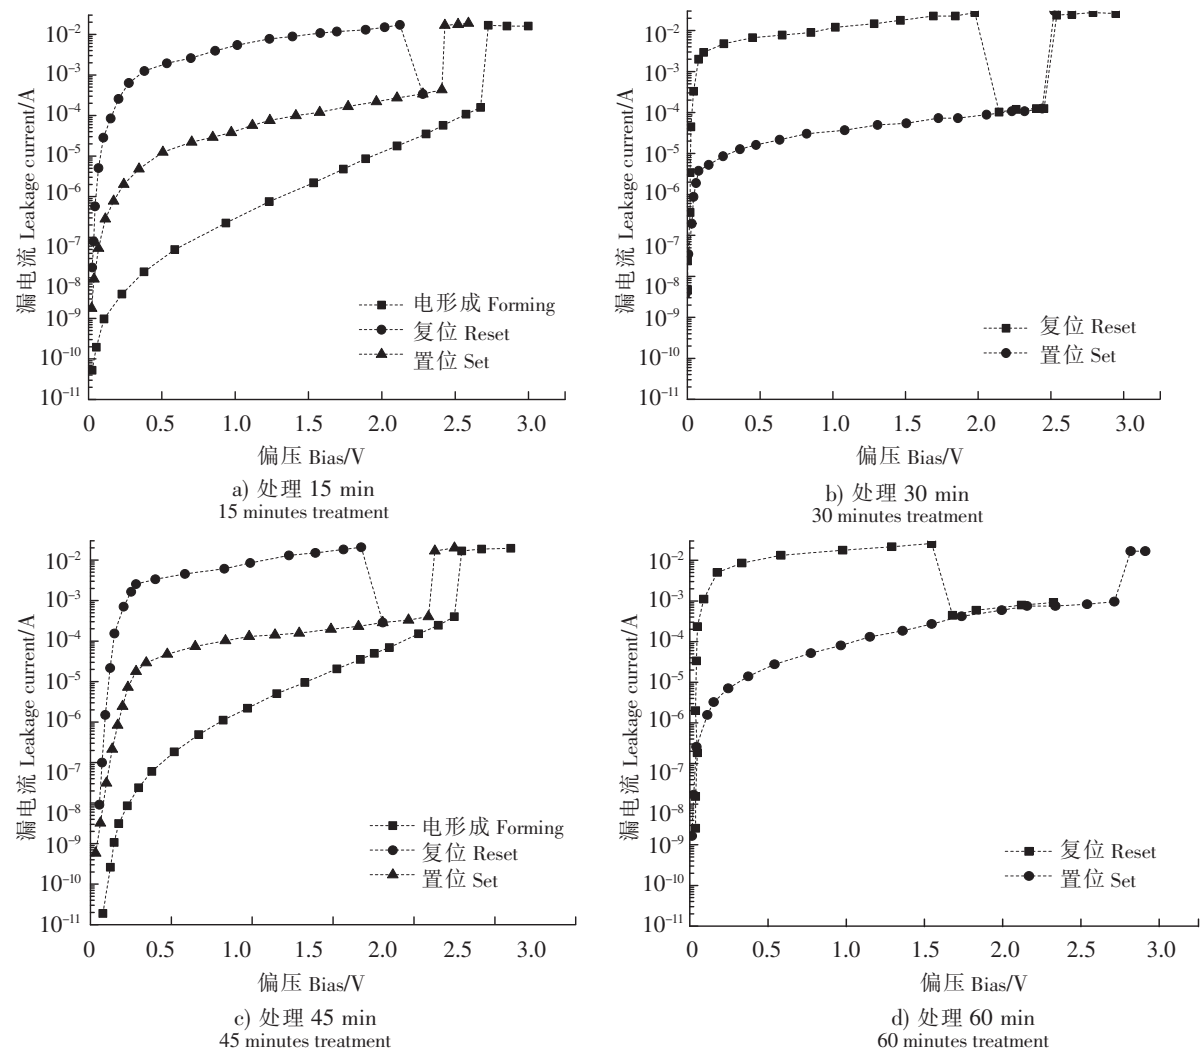 漏电流 Leakage current/A
10⁻²
10⁻³
10⁻⁴
10⁻⁵
10⁻⁶
10⁻⁷
10⁻⁸
10⁻⁹
10⁻¹⁰
10⁻¹¹
电形成 Forming
复位 Reset
置位 Set
0 0.5 1.0 1.5 2.0 2.5 3.0
偏压 Bias/V
a) 处理 15 min
15 minutes treatment
漏电流 Leakage current/A
10⁻²
10⁻³
10⁻⁴
10⁻⁵
10⁻⁶
10⁻⁷
10⁻⁸
10⁻⁹
10⁻¹⁰
10⁻¹¹
复位 Reset
置位 Set
0 0.5 1.0 1.5 2.0 2.5 3.0
偏压 Bias/V
b) 处理 30 min
30 minutes treatment
漏电流 Leakage current/A
10⁻²
10⁻³
10⁻⁴
10⁻⁵
10⁻⁶
10⁻⁷
10⁻⁸
10⁻⁹
10⁻¹⁰
10⁻¹¹
电形成 Forming
复位 Reset
置位 Set
0 0.5 1.0 1.5 2.0 2.5 3.0
偏压 Bias/V
c) 处理 45 min
45 minutes treatment
漏电流 Leakage current/A
10⁻²
10⁻³
10⁻⁴
10⁻⁵
10⁻⁶
10⁻⁷
10⁻⁸
10⁻⁹
10⁻¹⁰
10⁻¹¹
复位 Reset
置位 Set
0 0.5 1.0 1.5 2.0 2.5 3.0
偏压 Bias/V
d) 处理 60 min
60 minutes treatment